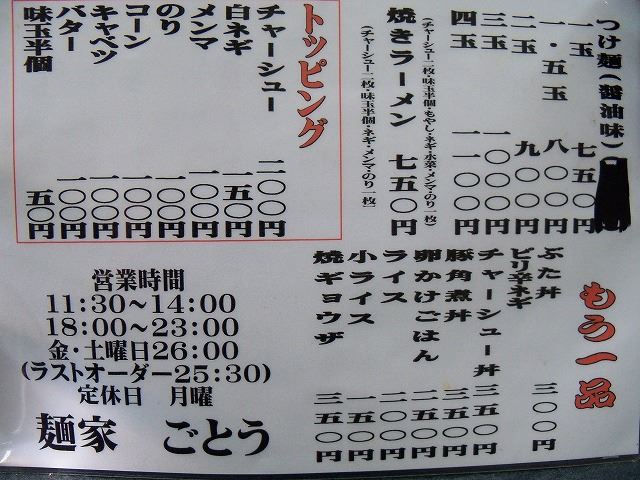 つけ麺(醤油味)
一玉 七五〇円
一・五玉 八〇〇円
二玉 九〇〇円
三玉 一〇〇〇円
四玉 一一〇〇円
(チャーシュー二枚・味玉半個・もやし・ネギ・水菜・メンマ・のり一枚)
焼きラーメン 七五〇円
(チャーシュー二枚・味玉半個・ネギ・メンマ・のり一枚)
トッピング
チャーシュー 二〇〇円
白ネギ 一五〇円
メンマ 一〇〇円
のり 一〇〇円
コーン 一〇〇円
キャベツ 一〇〇円
バター 一〇〇円
味玉半個 五〇円
もう一品
ぶた丼 三〇〇円
ピリ辛ネギ
チャーシュー丼 三五〇円
豚角煮丼 三五〇円
卵かけごはん 二五〇円
ライス 二〇〇円
小ライス 一五〇円
焼ギョウザ 三五〇円
営業時間
11:30～14:00
18:00～23:00
金・土曜日26:00
(ラストオーダー25:30)
定休日 月曜
麺家 ごとう